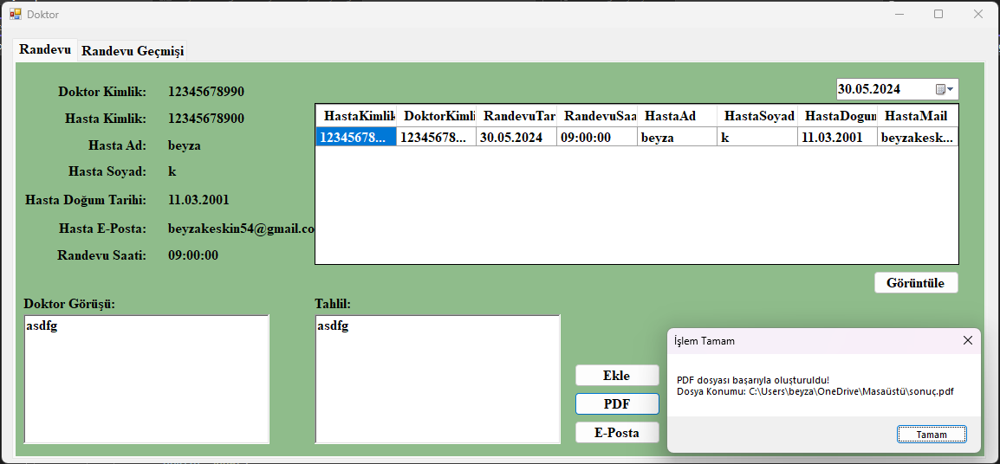 Doktor
Randevu
Randevu Geçmişi
Doktor Kimlik: 12345678990
Hasta Kimlik: 12345678900
Hasta Ad: beyza
Hasta Soyad: k
Hasta Doğum Tarihi: 11.03.2001
Hasta E-Posta: beyzakeskin54@gmail.co
Randevu Saati: 09:00:00
30.05.2024
HastaKimlik DoktorKimli RandevuTar RandevuSaa HastaAd HastaSoyad HastaDogun HastaMail
12345678... 12345678... 30.05.2024 09:00:00 beyza k 11.03.2001 beyzakesk...
Görüntüle
Doktor Görüşü:
asdfg
Tahlil:
asdfg
Ekle
PDF
E-Posta
İşlem Tamam
PDF dosyası başarıyla oluşturuldu!
Dosya Konumu: C:\Users\beyza\OneDrive\Masaüstü\sonuç.pdf
Tamam